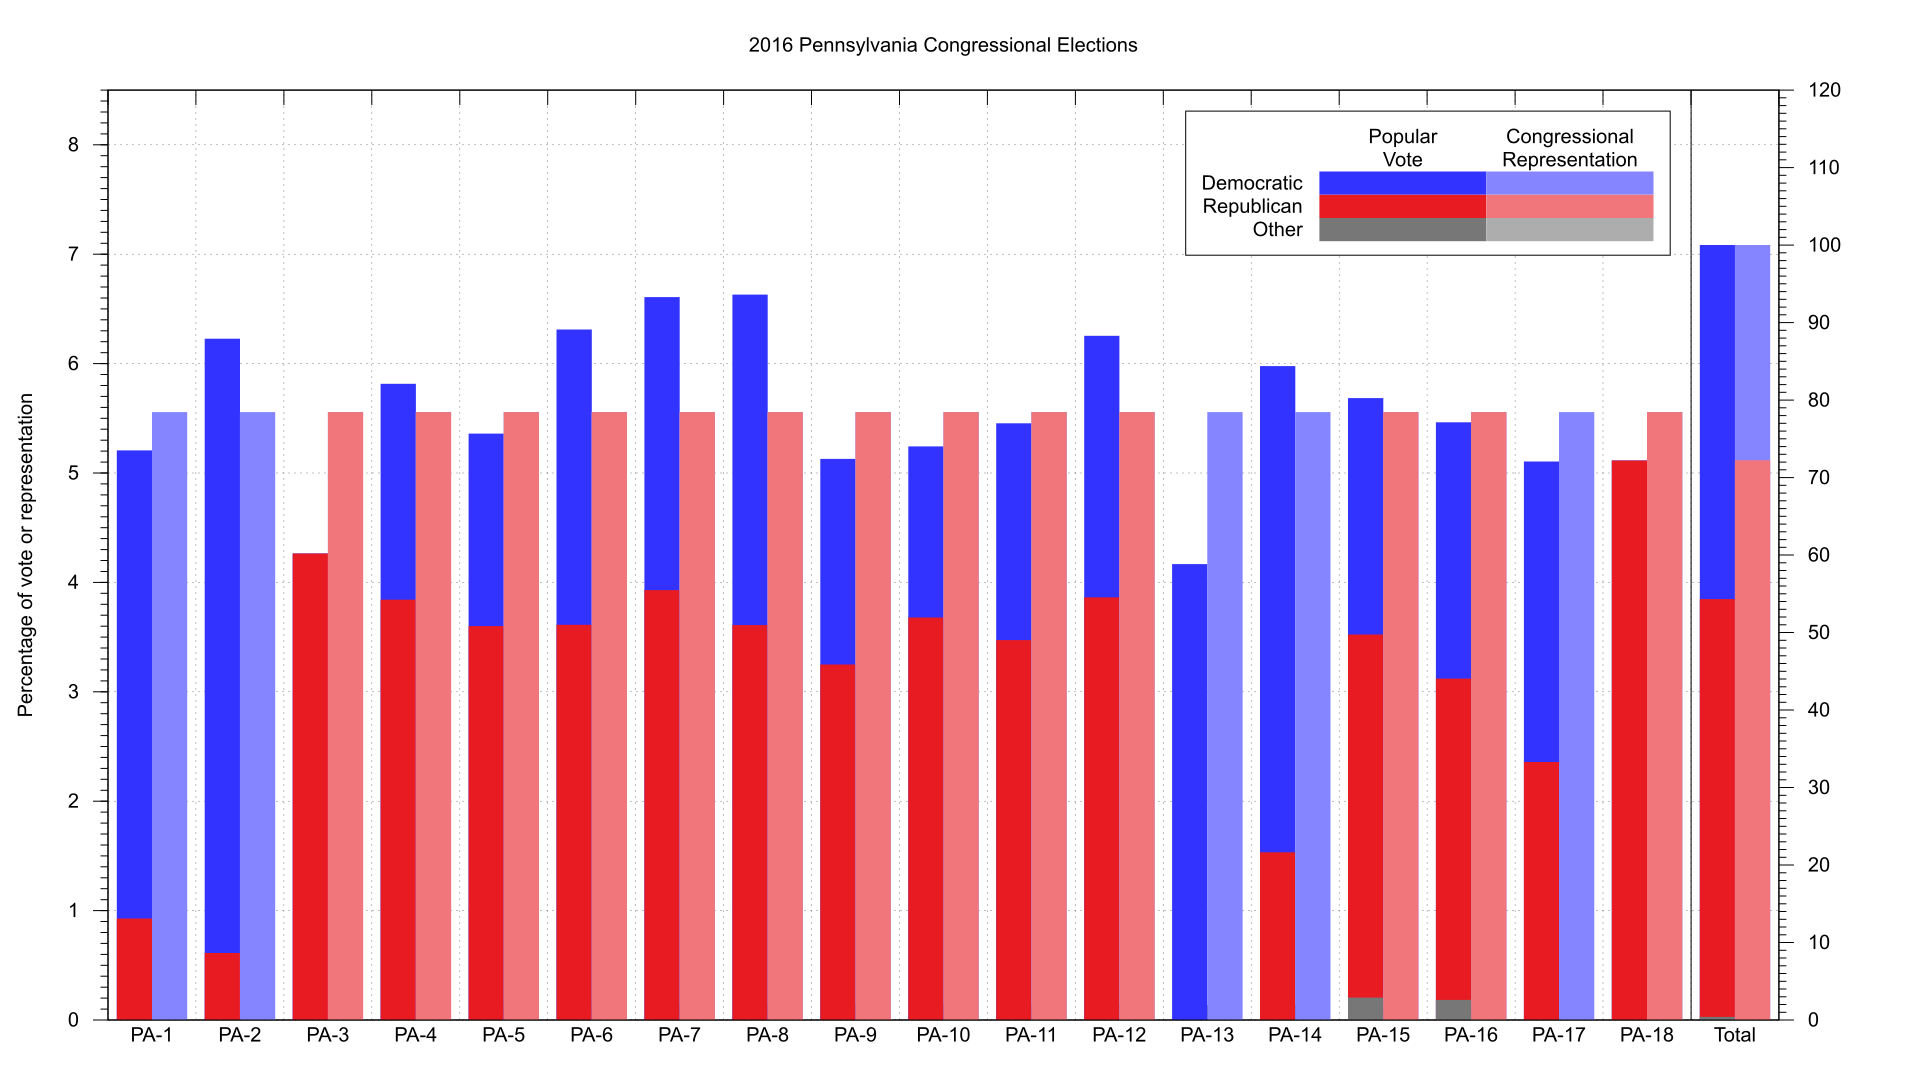 2016 Pennsylvania Congressional Elections
Percentage of vote or representation
8
7
6
5
4
3
2
1
0
120
110
100
90
80
70
60
50
40
30
20
10
0
Popular Vote
Congressional Representation
Democratic
Republican
Other
PA-1 PA-2 PA-3 PA-4 PA-5 PA-6 PA-7 PA-8 PA-9 PA-10 PA-11 PA-12 PA-13 PA-14 PA-15 PA-16 PA-17 PA-18 Total